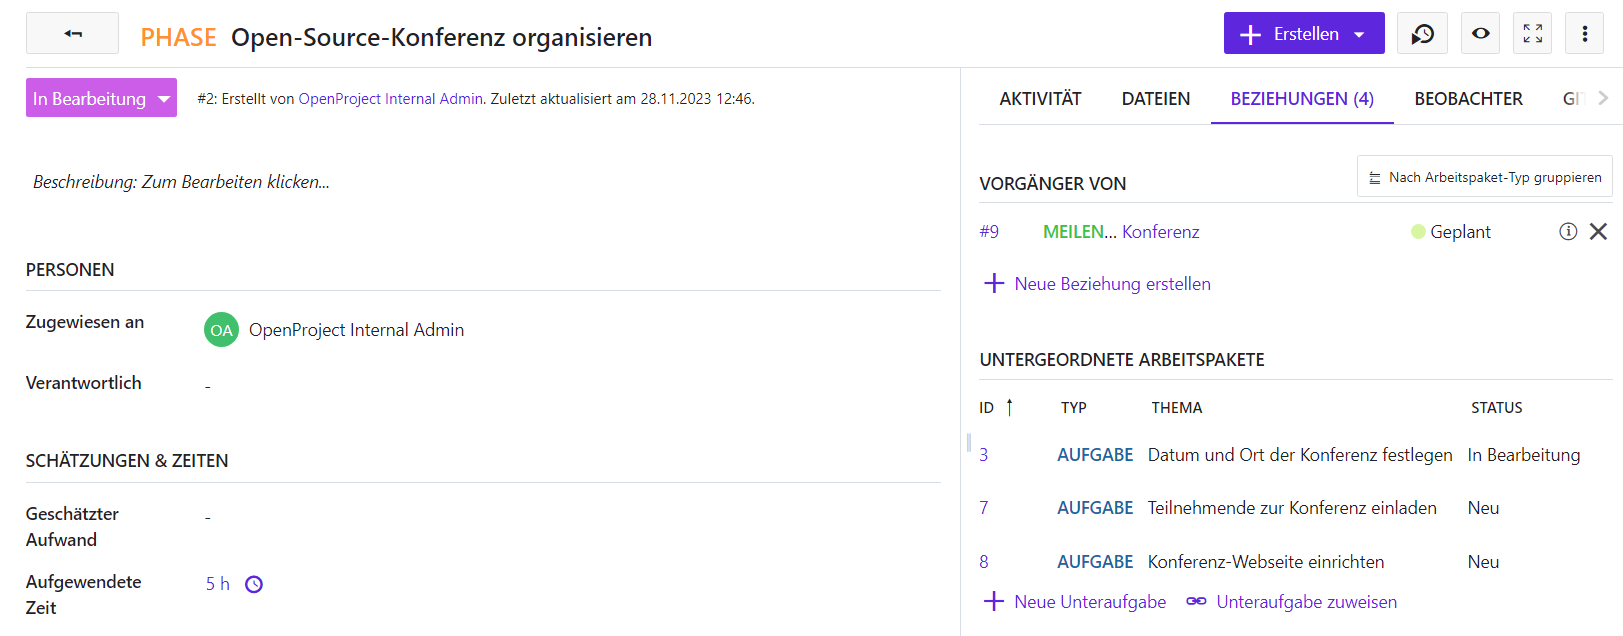 PHASE Open-Source-Konferenz organisieren
Erstellen
In Bearbeitung
#2: Erstellt von OpenProject Internal Admin. Zuletzt aktualisiert am 28.11.2023 12:46.
Beschreibung: Zum Bearbeiten klicken...
PERSONEN
Zugewiesen an
OA OpenProject Internal Admin
Verantwortlich
-
SCHÄTZUNGEN & ZEITEN
Geschätzter
Aufwand
-
Aufgewendete
Zeit
5 h
AKTIVITÄT DATEIEN BEZIEHUNGEN (4) BEOBACHTER GI
VORGÄNGER VON
Nach Arbeitspaket-Typ gruppieren
#9 MEILEN... Konferenz Geplant
Neue Beziehung erstellen
UNTERGEORDNETE ARBEITSPAKETE
ID TYP THEMA STATUS
3 AUFGABE Datum und Ort der Konferenz festlegen In Bearbeitung
7 AUFGABE Teilnehmende zur Konferenz einladen Neu
8 AUFGABE Konferenz-Webseite einrichten Neu
Neue Unteraufgabe Unteraufgabe zuweisen